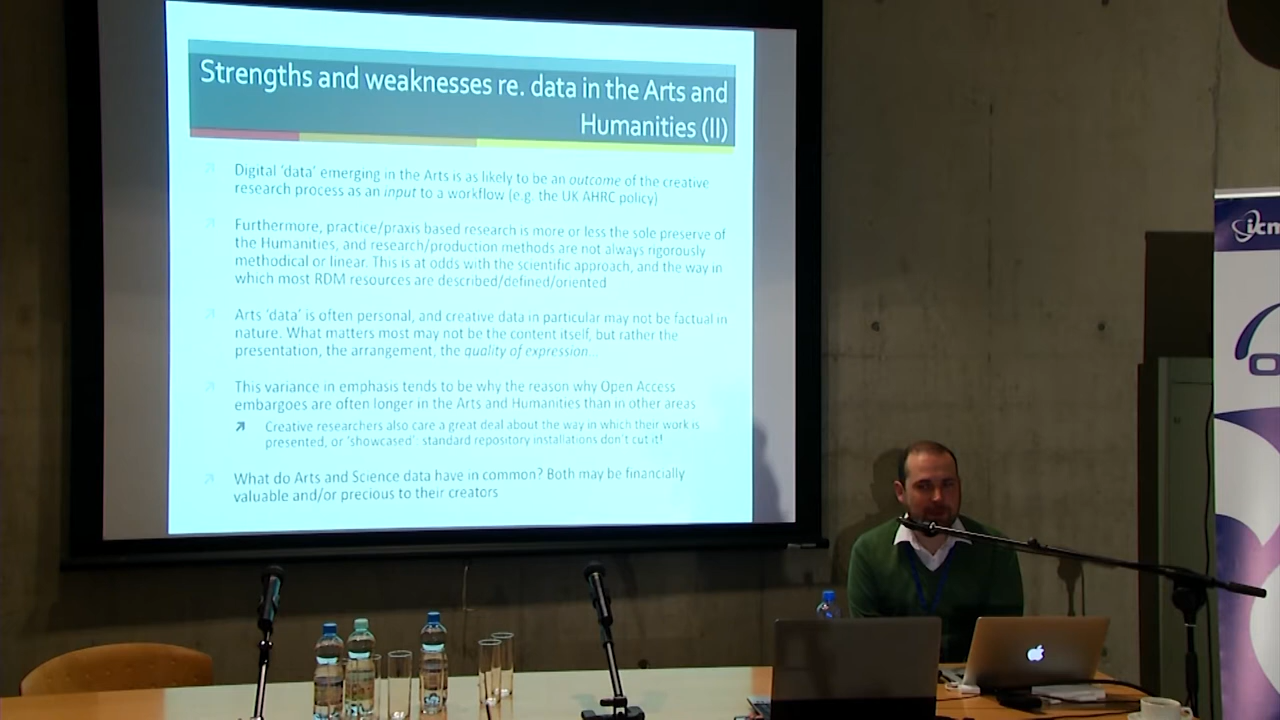 Strengths and weaknesses re. data in the Arts and
Humanities (II)
Digital 'data' emerging in the Arts is as likely to be an outcome of the creative
research process as an input to a workflow (e.g. the UK AHRC policy)
Furthermore, practice/praxis based research is more or less the sole preserve of
the Humanities, and research/production methods are not always rigorously
methodical or linear. This is at odds with the scientific approach, and the way in
which most RDM resources are described/defined/oriented
Arts 'data' is often personal, and creative data in particular may not be factual in
nature. What matters most may not be the content itself, but rather the
presentation, the arrangement, the quality of expression...
This variance in emphasis tends to be why the reason why Open Access
embargoes are often longer in the Arts and Humanities than in other areas
Creative researchers also care a great deal about the way in which their work is
presented, or 'showcased': standard repository installations don't cut it!
What do Arts and Science data have in common? Both may be financially
valuable and/or precious to their creators
icm